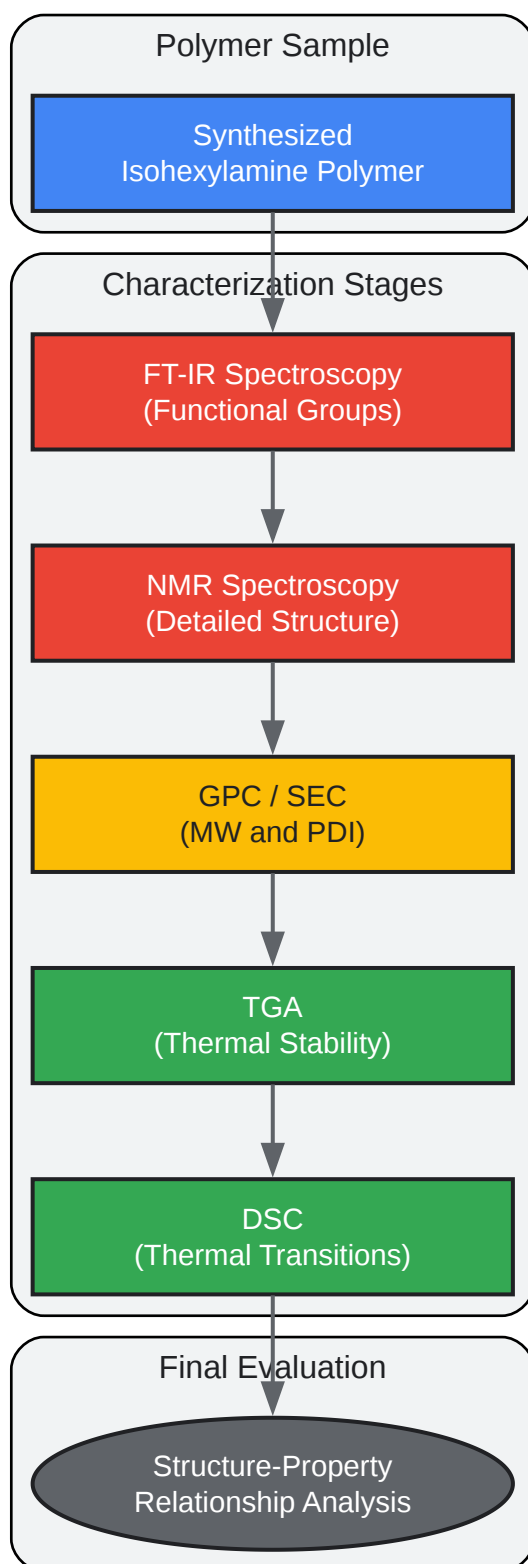 Polymer Sample
Synthesized
Isohexylamine Polymer
Characterization Stages
FT-IR Spectroscopy
(Functional Groups)
NMR Spectroscopy
(Detailed Structure)
GPC / SEC
(MW and PDI)
TGA
(Thermal Stability)
DSC
(Thermal Transitions)
Final Evaluation
Structure-Property
Relationship Analysis